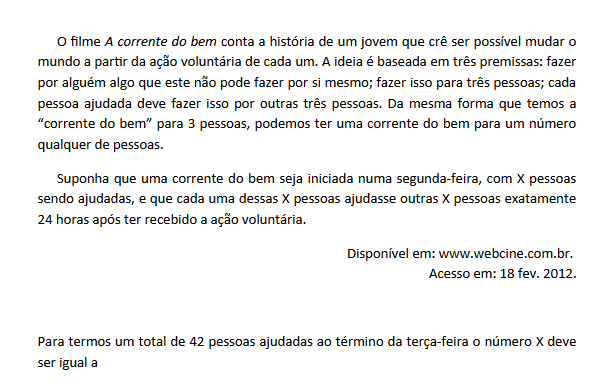 O filme A corrente do bem conta a história de um jovem que crê ser possível mudar o
mundo a partir da ação voluntária de cada um. A ideia é baseada em três premissas: fazer
por alguém algo que este não pode fazer por si mesmo; fazer isso para três pessoas; cada
pessoa ajudada deve fazer isso por outras três pessoas. Da mesma forma que temos a
“corrente do bem” para 3 pessoas, podemos ter uma corrente do bem para um número
qualquer de pessoas.
Suponha que uma corrente do bem seja iniciada numa segunda-feira, com X pessoas
sendo ajudadas, e que cada uma dessas X pessoas ajudasse outras X pessoas exatamente
24 horas após ter recebido a ação voluntária.
Disponível em: www.webcine.com.br.
Acesso em: 18 fev. 2012.
Para termos um total de 42 pessoas ajudadas ao término da terça-feira o número X deve
ser igual a